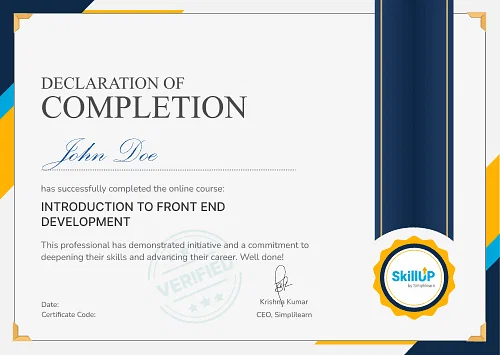 DECLARATION OF
COMPLETION
John Doe
has successfully completed the online course:
INTRODUCTION TO FRONT END
DEVELOPMENT
This professional has demonstrated initiative and a commitment to
deepening their skills and advancing their career. Well done!
VERIFIED
SkillUP
by Simplilearn
Krishna Kumar
Date:
Certificate Code:
CEO, Simplilearn